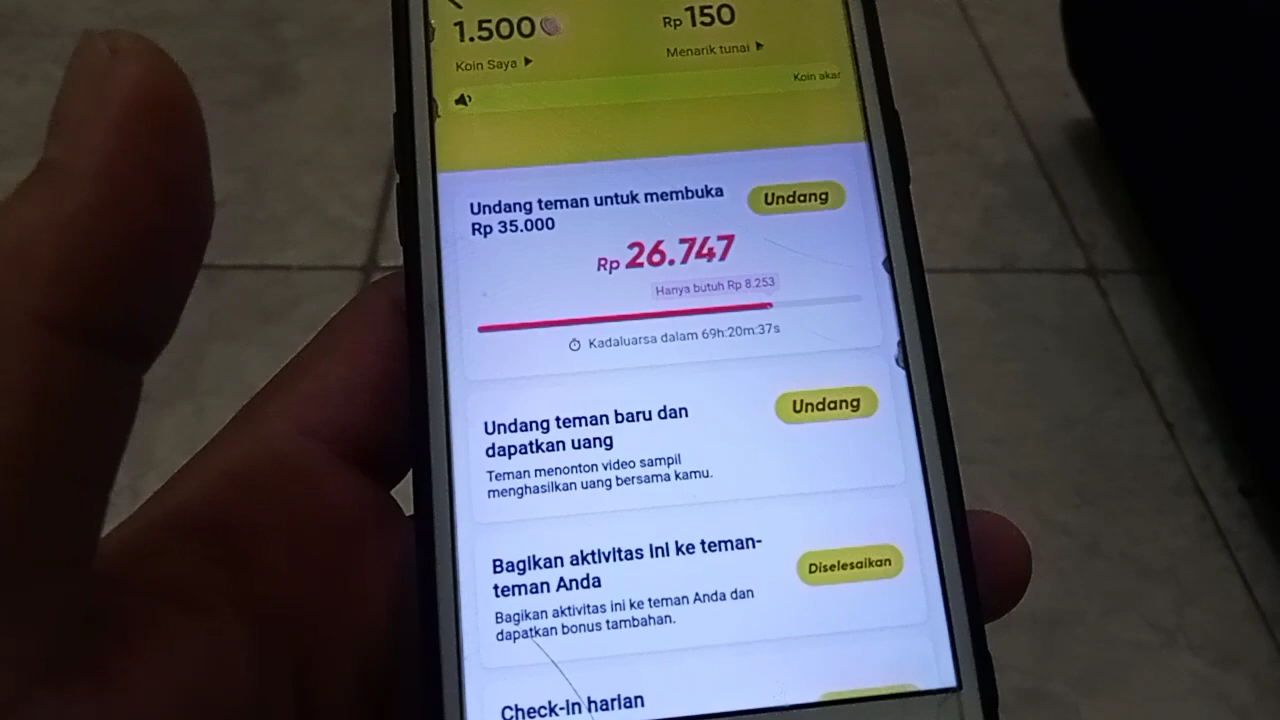 1.500
Rp 150
Koin Saya
Menarik tunai
Koin akar
Undang teman untuk membuka
Rp 35.000
Undang
Rp 26.747
Hanya butuh Rp 8.253
Kadaluarsa dalam 69h:20m:37s
Undang teman baru dan
dapatkan uang
Undang
Teman menonton video sampil
menghasilkan uang bersama kamu.
Bagikan aktivitas ini ke teman-
teman Anda
Diselesaikan
Bagikan aktivitas ini ke teman Anda dan
dapatkan bonus tambahan.
Check-in harian